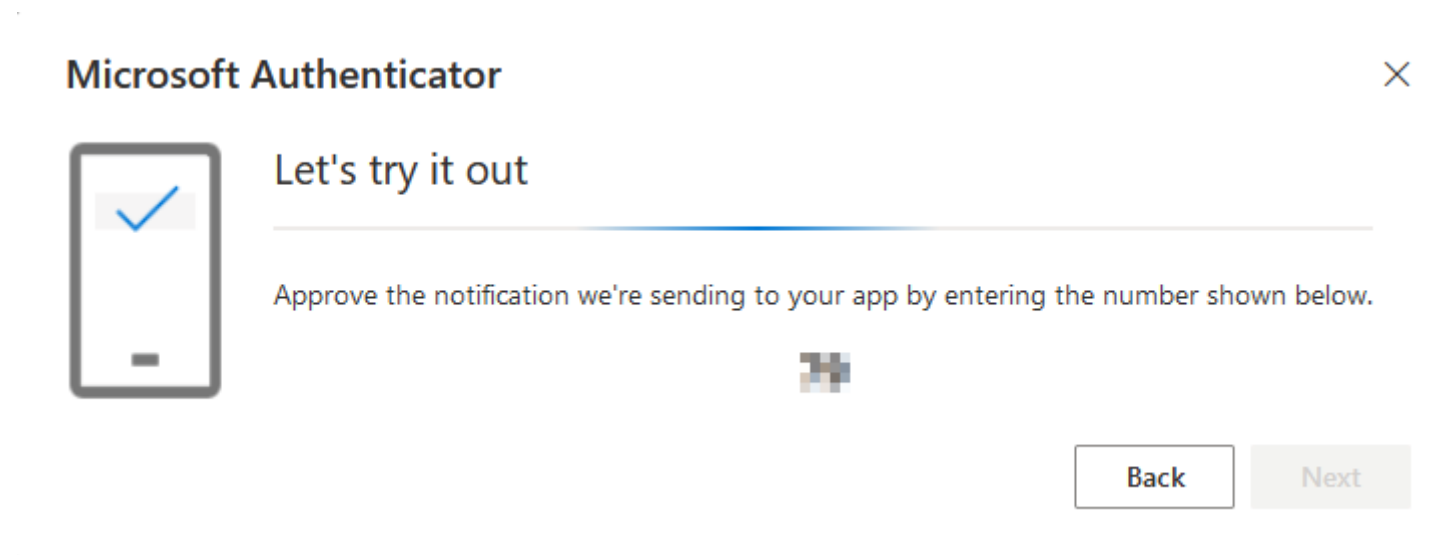 Microsoft Authenticator
Let's try it out
Approve the notification we're sending to your app by entering the number shown below.
Back
Next